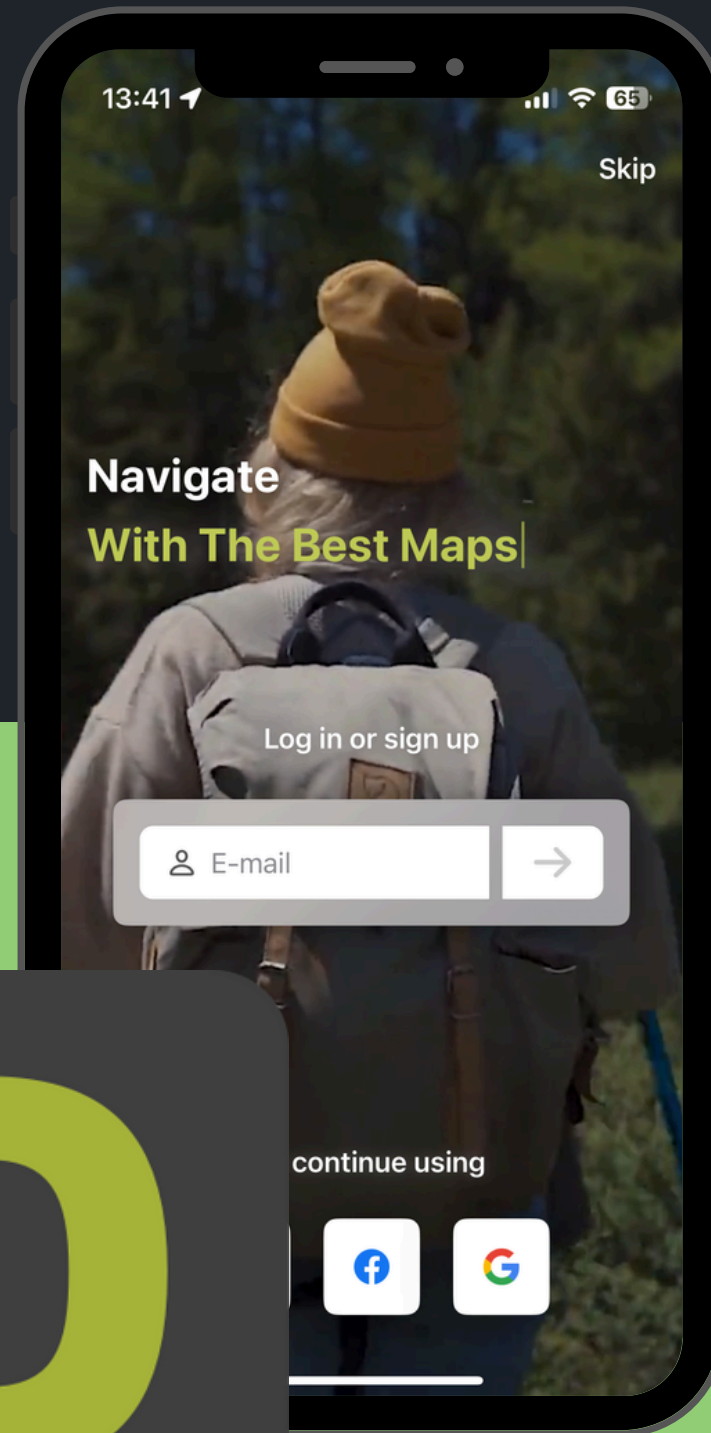 13:41
65
Skip
Navigate
With The Best Maps
Log in or sign up
E-mail
continue using